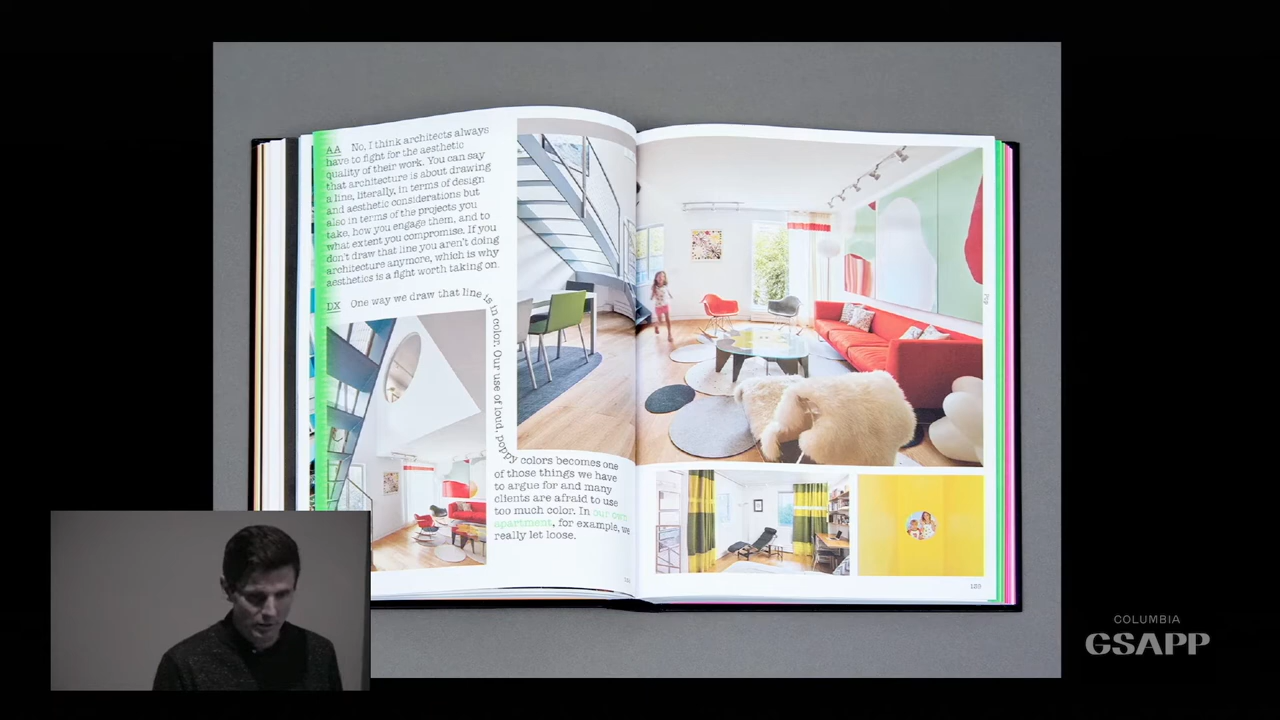 AA No, I think architects always
have to fight for the aesthetic
quality of their work. You can say
that architecture is about drawing
a line, literally, in terms of design
and aesthetic considerations but
also in terms of the projects you
take, how you engage them, and to
what extent you compromise. If you
don't draw that line you aren't doing
architecture anymore, which is why
aesthetics is a fight worth taking on.
DX One way we draw that line is
in color. Our use of loud, poppy
colors becomes one
of those things we have
to argue for and many
clients are afraid to use
too much color. In our own
apartment, for example, we
really let loose.
183
COLUMBIA
GSAPP